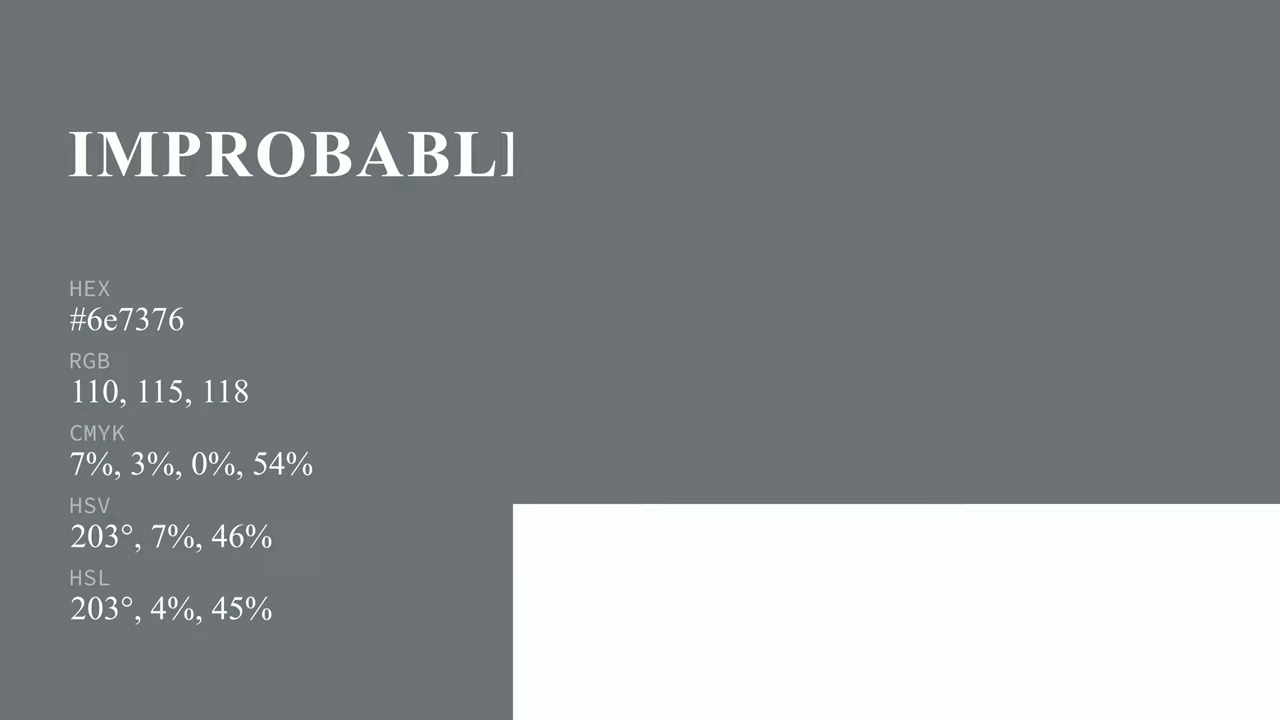 IMPROBABL
HEX
#6e7376
RGB
110, 115, 118
CMYK
7%, 3%, 0%, 54%
HSV
203°, 7%, 46%
HSL
203°, 4%, 45%